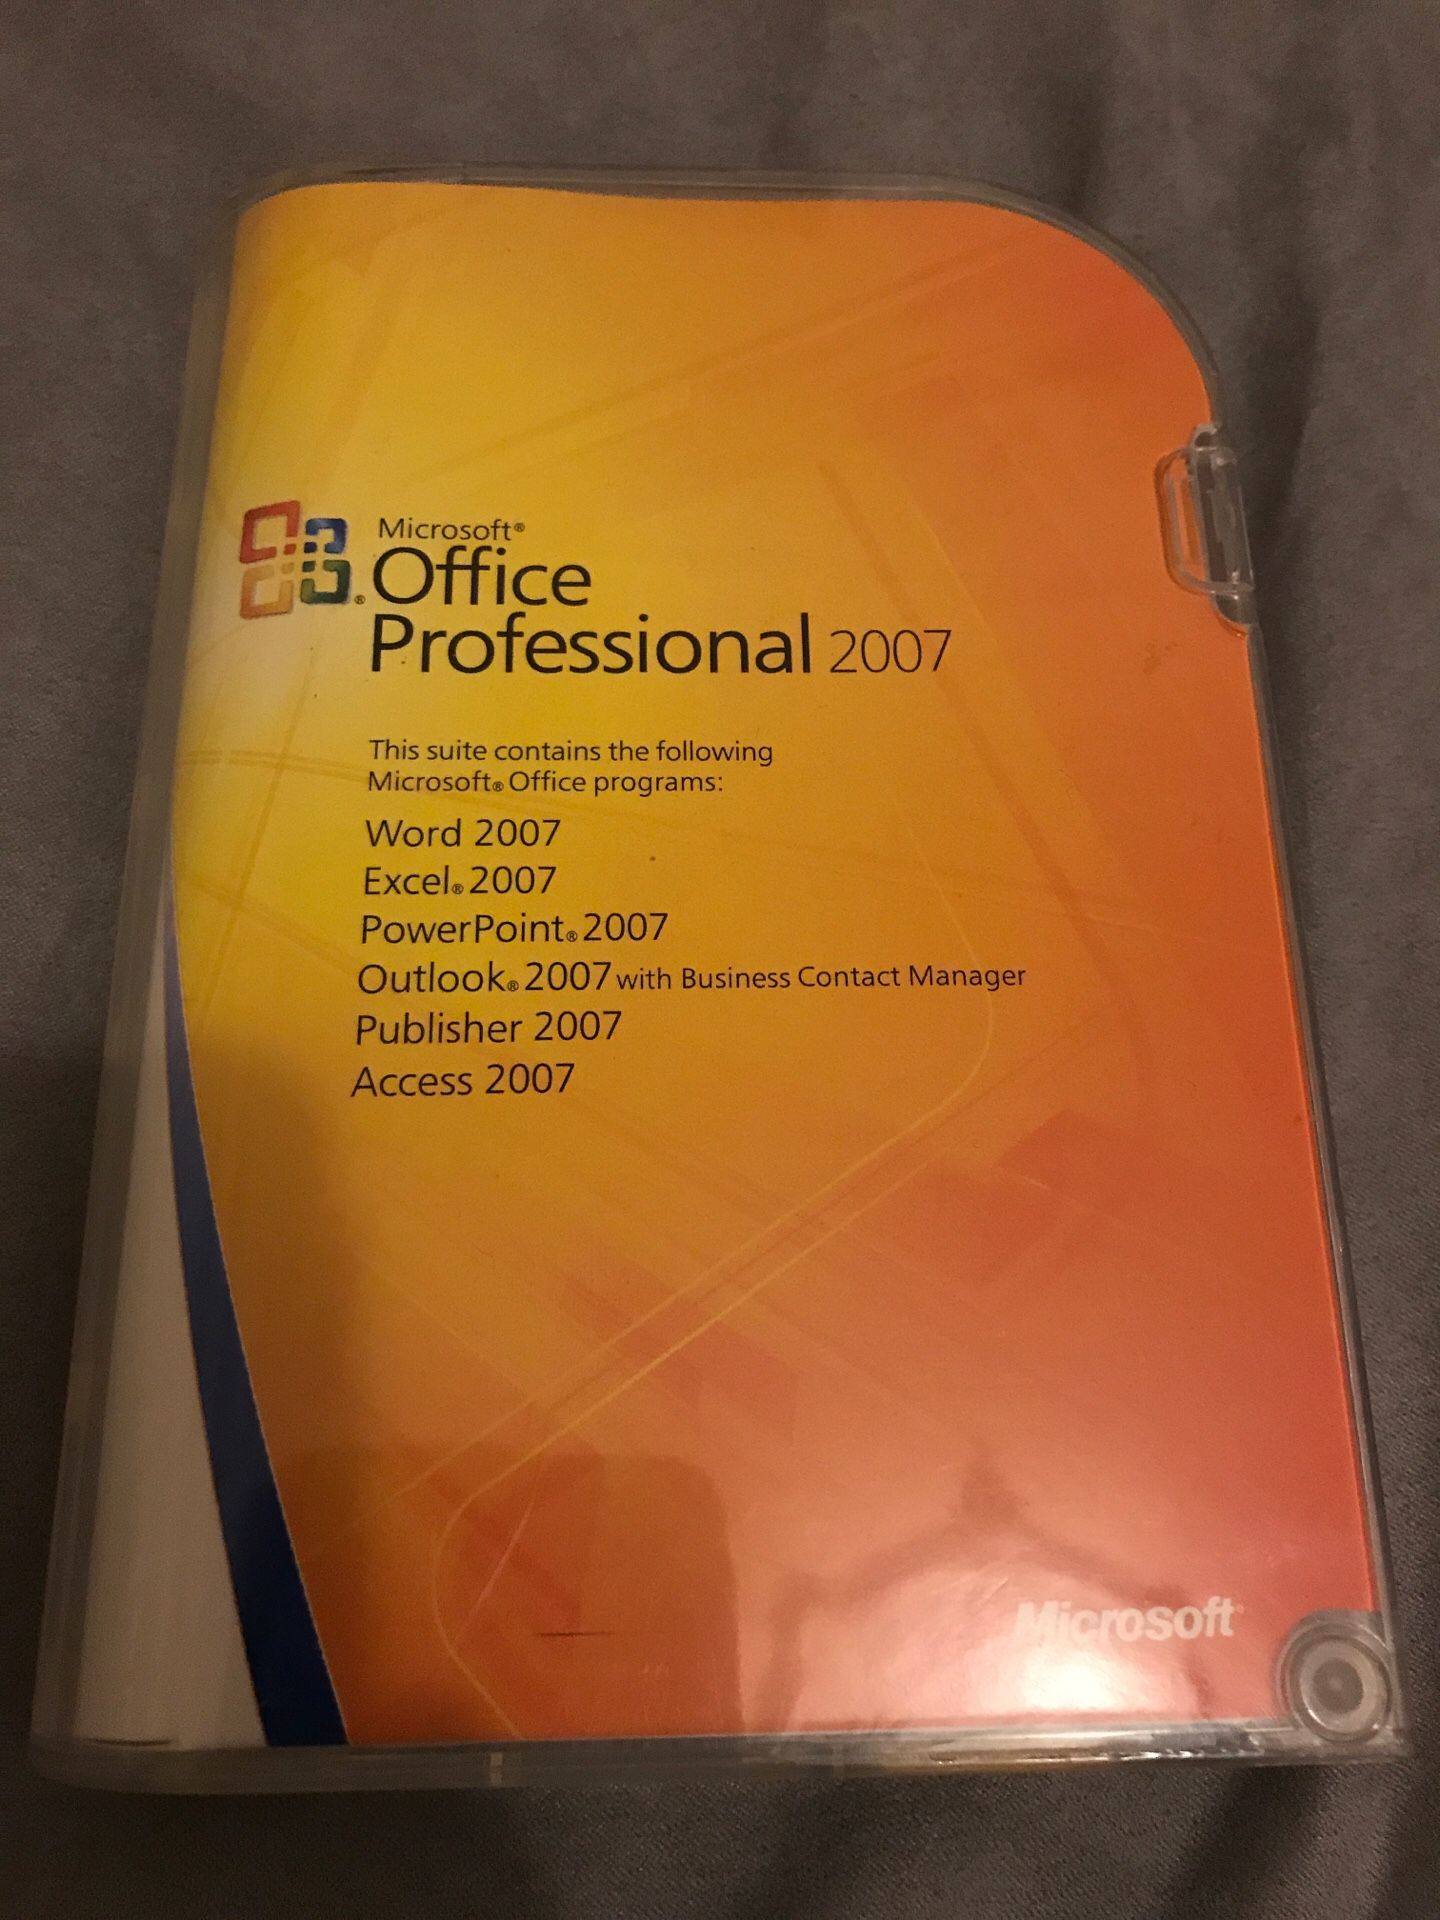 Microsoft®
Office
Professional 2007
This suite contains the following
Microsoft® Office programs:
Word 2007
Excel® 2007
PowerPoint® 2007
Outlook® 2007 with Business Contact Manager
Publisher 2007
Access 2007
Microsoft®